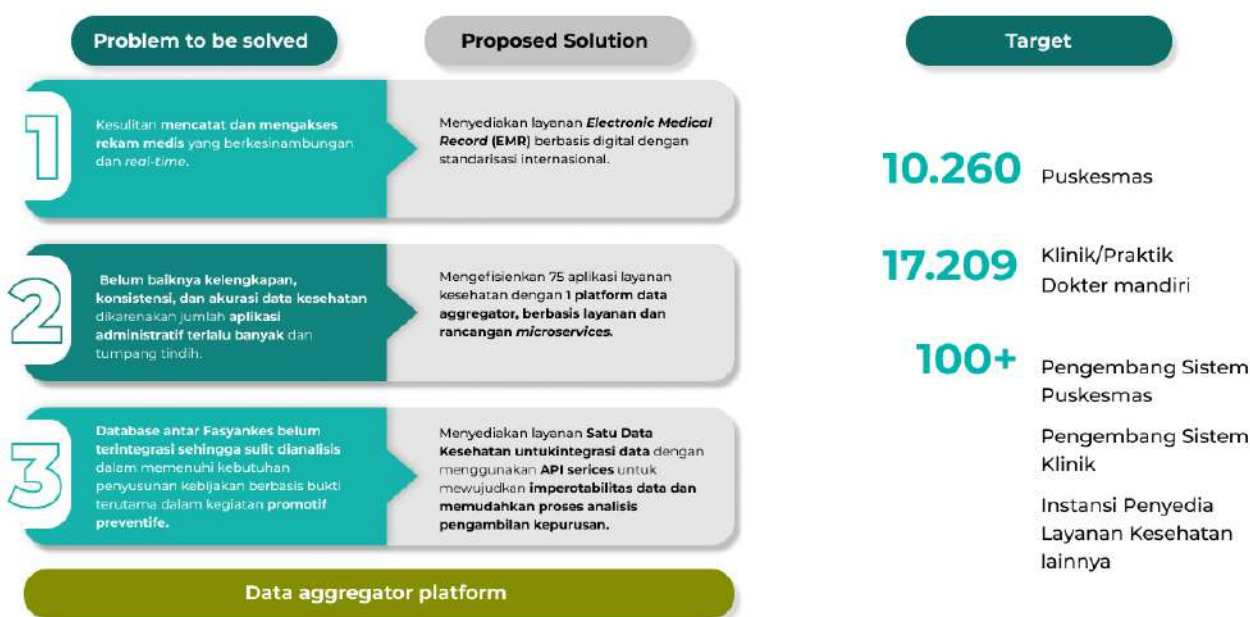 Problem to be solved
Proposed Solution
Target
1
Kesulitan mencatat dan mengakses
rekam medis yang berkesinambungan
dan real-time.
Menyediakan layanan Electronic Medical
Record (EMR) berbasis digital dengan
standarisasi internasional.
2
Belum baiknya kelengkapan,
konsistensi, dan akurasi data kesehatan
dikarenakan jumlah aplikasi
administratif terlalu banyak dan
tumpang tindih.
Mengefisienkan 75 aplikasi layanan
kesehatan dengan 1 platform data
aggregator, berbasis layanan dan
rancangan microservices.
3
Database antar Fasyankes belum
terintegrasi sehingga sulit dianalisis
dalam memenuhi kebutuhan
penyusunan kebijakan berbasis bukti
terutama dalam kegiatan promotif
preventife.
Menyediakan layanan Satu Data
Kesehatan untukintegrasi data dengan
menggunakan API serices untuk
mewujudkan imperotabilitas data dan
memudahkan proses analisis
pengambilan kepurusan.
Data aggregator platform
10.260 Puskesmas
17.209 Klinik/Praktik
Dokter mandiri
100+ Pengembang Sistem
Puskesmas
Pengembang Sistem
Klinik
Instansi Penyedia
Layanan Kesehatan
lainnya